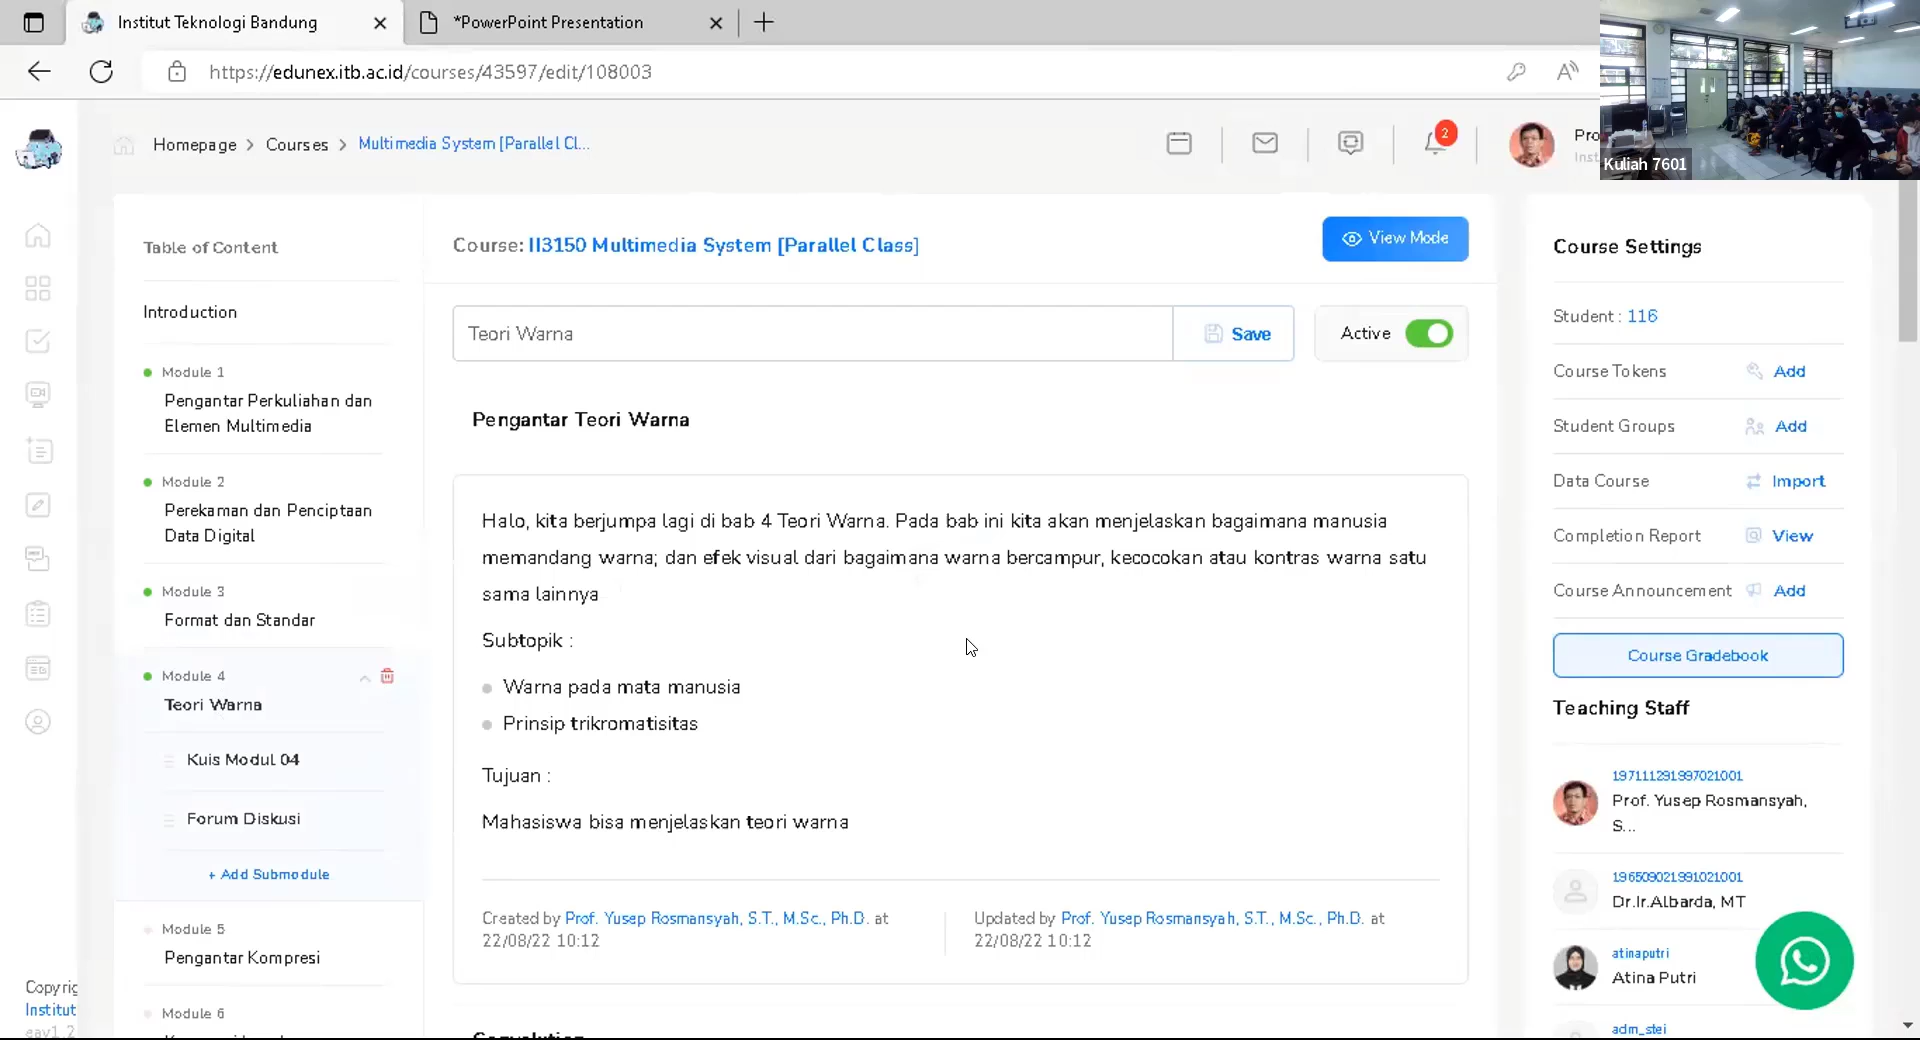 Institut Teknologi Bandung
*PowerPoint Presentation
https://edunex.itb.ac.id/courses/43597/edit/108003
Kuliah 7601
Homepage > Courses > Multimedia System [Parallel Cl...
2
Pro
Inst
Table of Content
Introduction
Module 1
Pengantar Perkuliahan dan
Elemen Multimedia
Module 2
Perekaman dan Penciptaan
Data Digital
Module 3
Format dan Standar
Module 4
Teori Warna
Kuis Modul 04
Forum Diskusi
+ Add Submodule
Module 5
Pengantar Kompresi
Module 6
Copyrig
Institut
Course: II3150 Multimedia System [Parallel Class]
View Mode
Teori Warna
Save
Active
Pengantar Teori Warna
Halo, kita berjumpa lagi di bab 4 Teori Warna. Pada bab ini kita akan menjelaskan bagaimana manusia
memandang warna; dan efek visual dari bagaimana warna bercampur, kecocokan atau kontras warna satu
sama lainnya
Subtopik :
Warna pada mata manusia
Prinsip trikromatisitas
Tujuan :
Mahasiswa bisa menjelaskan teori warna
Created by Prof. Yusep Rosmansyah, S.T., M.Sc., Ph.D. at
22/08/22 10:12
Updated by Prof. Yusep Rosmansyah, S.T., M.Sc., Ph.D. at
22/08/22 10:12
Course Settings
Student : 116
Course Tokens Add
Student Groups Add
Data Course Import
Completion Report View
Course Announcement Add
Course Gradebook
Teaching Staff
197111291997021001
Prof. Yusep Rosmansyah,
S...
196509021991021001
Dr.Ir.Albarda, MT
atinaputri
Atina Putri
adm_stei